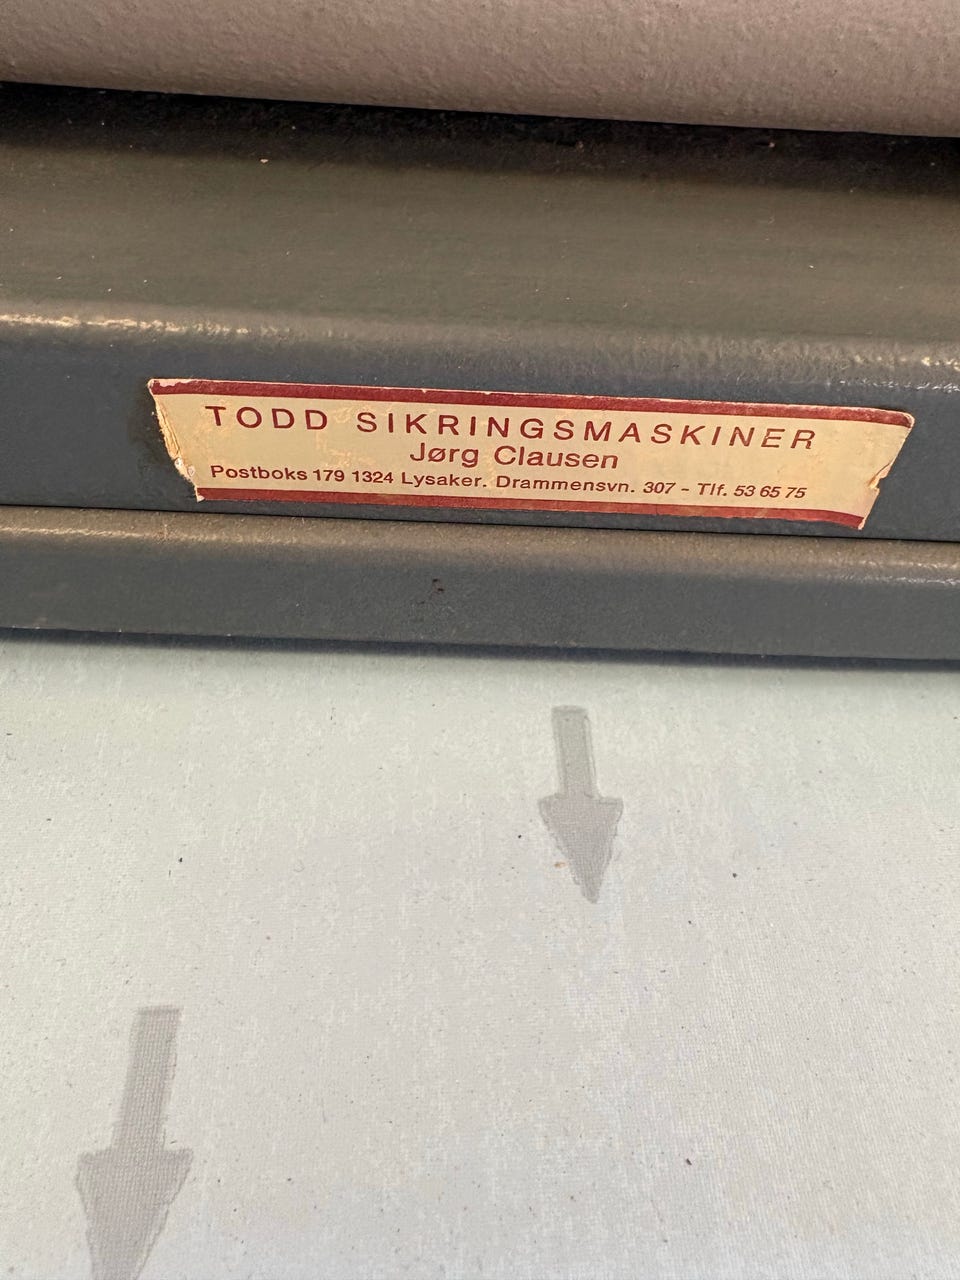 TODD SIKRINGSMASKINER
Jørg Clausen
Postboks 179 1324 Lysaker. Drammensvn. 307 - Tlf. 53 65 75